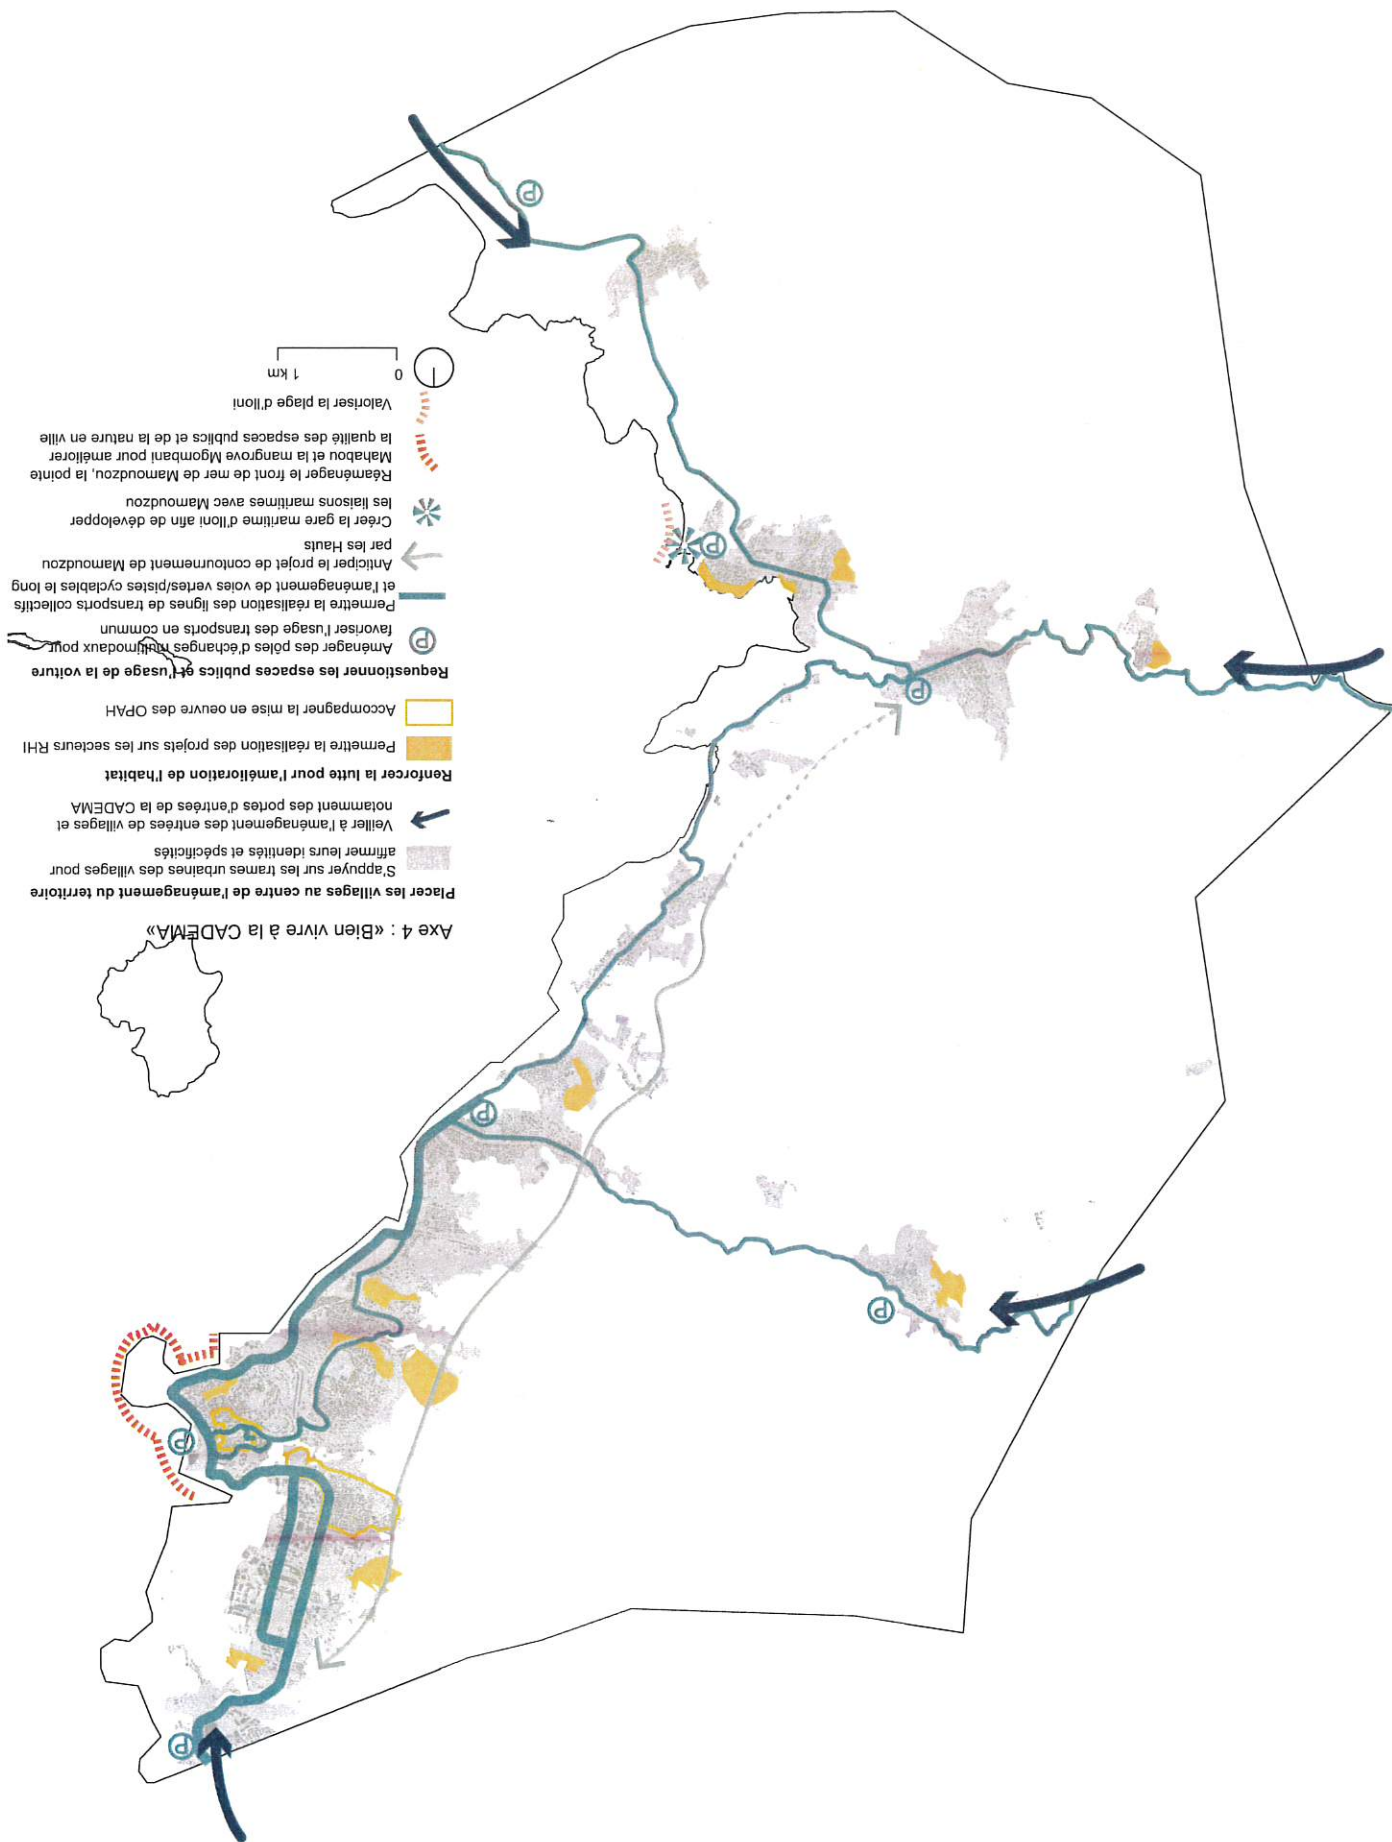 Axe 4 : «Bien vivre à la CADEMA»
Placer les villages au centre de l'aménagement du territoire
S'appuyer sur les trames urbaines des villages pour
affirmer leurs identités et spécificités
Veiller à l'aménagement des entrées de villages et
notamment des portes d'entrées de la CADEMA
Renforcer la lutte pour l'amélioration de l'habitat
Permettre la réalisation des projets sur les secteurs RHI
Accompagner la mise en oeuvre des OPAH
Requestionner les espaces publics et l'usage de la voiture
Aménager des pôles d'échanges multimodaux pour
favoriser l'usage des transports en commun
Permettre la réalisation des lignes de transports collectifs
et l'aménagement de voies vertes/pistes cyclables le long
Anticiper le projet de contournement de Mamoudzou
par les Hauts
Créer la gare maritime d'Iloni afin de développer
les liaisons maritimes avec Mamoudzou
Réaménager le front de mer de Mamoudzou, la pointe
Mahabou et la mangrove Mgombani pour améliorer
la qualité des espaces publics et de la nature en ville
Valoriser la plage d'Iloni
0 1 km
P
P
P
P
P
P
P
P